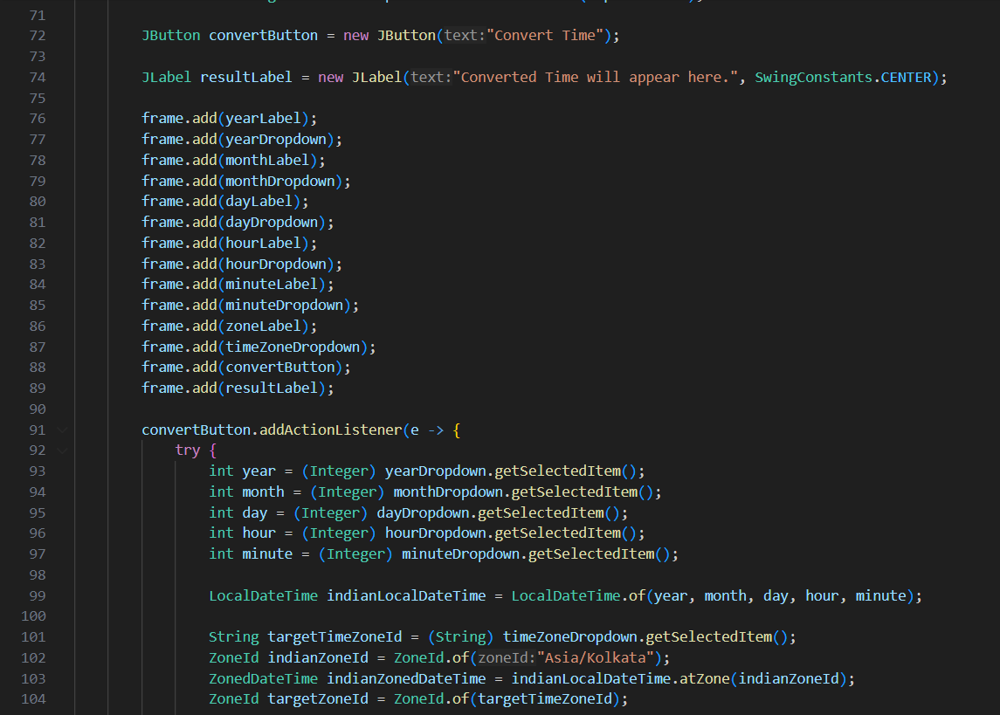 71
72 JButton convertButton = new JButton(text:"Convert Time");
73
74 JLabel resultLabel = new JLabel(text:"Converted Time will appear here.", SwingConstants.CENTER);
75
76 frame.add(yearLabel);
77 frame.add(yearDropdown);
78 frame.add(monthLabel);
79 frame.add(monthDropdown);
80 frame.add(dayLabel);
81 frame.add(dayDropdown);
82 frame.add(hourLabel);
83 frame.add(hourDropdown);
84 frame.add(minuteLabel);
85 frame.add(minuteDropdown);
86 frame.add(zoneLabel);
87 frame.add(timeZoneDropdown);
88 frame.add(convertButton);
89 frame.add(resultLabel);
90
91 convertButton.addActionListener(e -> {
92 try {
93 int year = (Integer) yearDropdown.getSelectedItem();
94 int month = (Integer) monthDropdown.getSelectedItem();
95 int day = (Integer) dayDropdown.getSelectedItem();
96 int hour = (Integer) hourDropdown.getSelectedItem();
97 int minute = (Integer) minuteDropdown.getSelectedItem();
98
99 LocalDateTime indianLocalDateTime = LocalDateTime.of(year, month, day, hour, minute);
100
101 String targetTimeZoneId = (String) timeZoneDropdown.getSelectedItem();
102 ZoneId indianZoneId = ZoneId.of(zoneId:"Asia/Kolkata");
103 ZonedDateTime indianZonedDateTime = indianLocalDateTime.atZone(indianZoneId);
104 ZoneId targetZoneId = ZoneId.of(targetTimeZoneId);